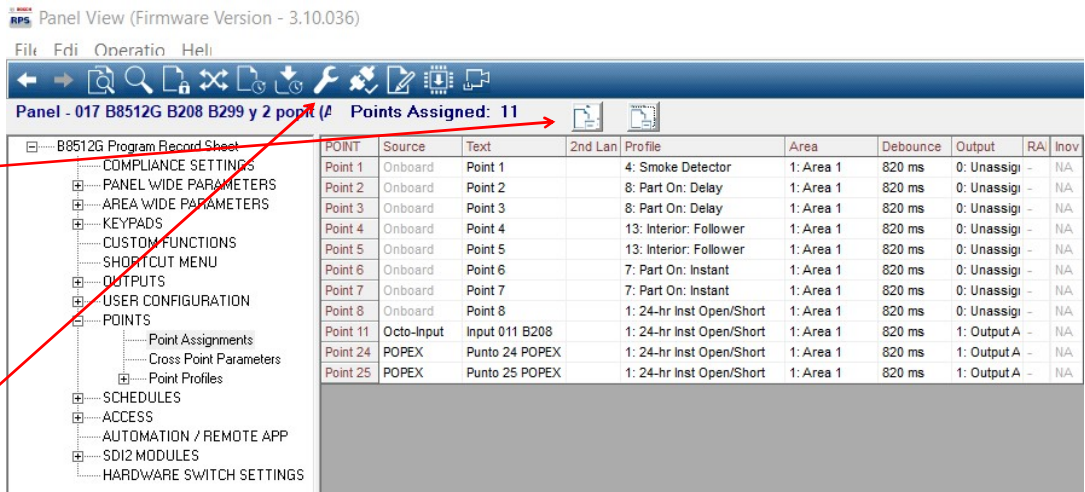 BOSCH
RPS Panel View (Firmware Version - 3.10.036)
File Edi Operatio Hel
Panel - 017 B8512G B208 B299 y 2 popit (A Points Assigned: 11
B8512G Program Record Sheet
COMPLIANCE SETTINGS
PANEL WIDE PARAMETERS
AREA WIDE PARAMETERS
KEYPADS
CUSTOM FUNCTIONS
SHORTCUT MENU
OUTPUTS
USER CONFIGURATION
POINTS
Point Assignments
Cross Point Parameters
Point Profiles
SCHEDULES
ACCESS
AUTOMATION / REMOTE APP
SDI2 MODULES
HARDWARE SWITCH SETTINGS
POINT Source Text 2nd Lan Profile Area Debounce Output RA Inov
Point 1 Onboard Point 1 4: Smoke Detector 1: Area 1 820 ms 0: Unassig - NA
Point 2 Onboard Point 2 8: Part On: Delay 1: Area 1 820 ms 0: Unassig - NA
Point 3 Onboard Point 3 8: Part On: Delay 1: Area 1 820 ms 0: Unassig - NA
Point 4 Onboard Point 4 13: Interior: Follower 1: Area 1 820 ms 0: Unassig - NA
Point 5 Onboard Point 5 13: Interior: Follower 1: Area 1 820 ms 0: Unassig - NA
Point 6 Onboard Point 6 7: Part On: Instant 1: Area 1 820 ms 0: Unassig - NA
Point 7 Onboard Point 7 7: Part On: Instant 1: Area 1 820 ms 0: Unassig - NA
Point 8 Onboard Point 8 1: 24-hr Inst Open/Short 1: Area 1 820 ms 0: Unassig - NA
Point 11 Octo-Input Input 011 B208 1: 24-hr Inst Open/Short 1: Area 1 820 ms 1: Output A - NA
Point 24 POPEX Punto 24 POPEX 1: 24-hr Inst Open/Short 1: Area 1 820 ms 1: Output A - NA
Point 25 POPEX Punto 25 POPEX 1: 24-hr Inst Open/Short 1: Area 1 820 ms 1: Output A - NA